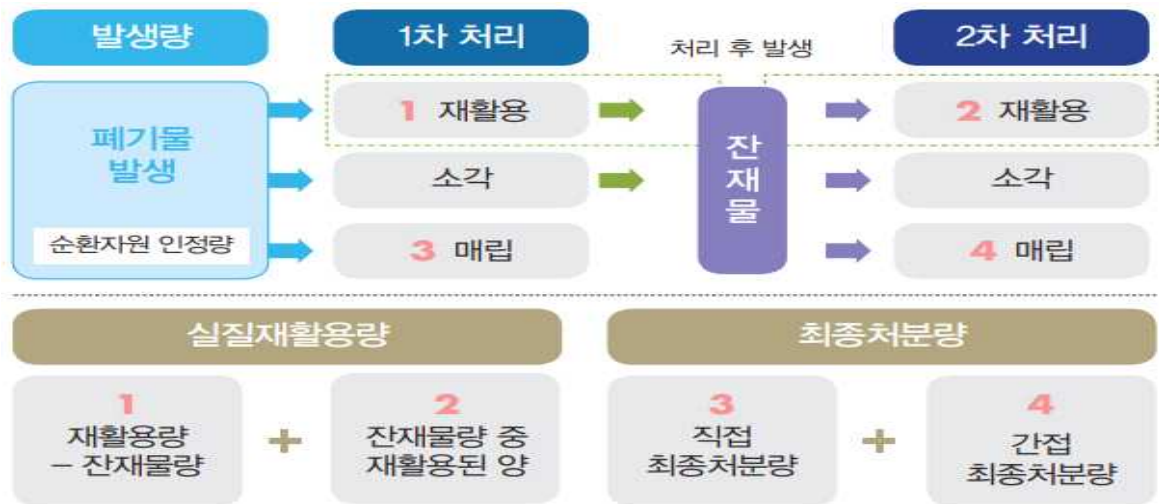 발생량
1차 처리
처리 후 발생
2차 처리
폐기물
발생
순환자원 인정량
1 재활용
소각
3 매립
잔
재
물
2 재활용
소각
4 매립
실질재활용량
최종처분량
1
재활용량
– 잔재물량
+
2
잔재물량 중
재활용된 양
3
직접
최종처분량
+
4
간접
최종처분량